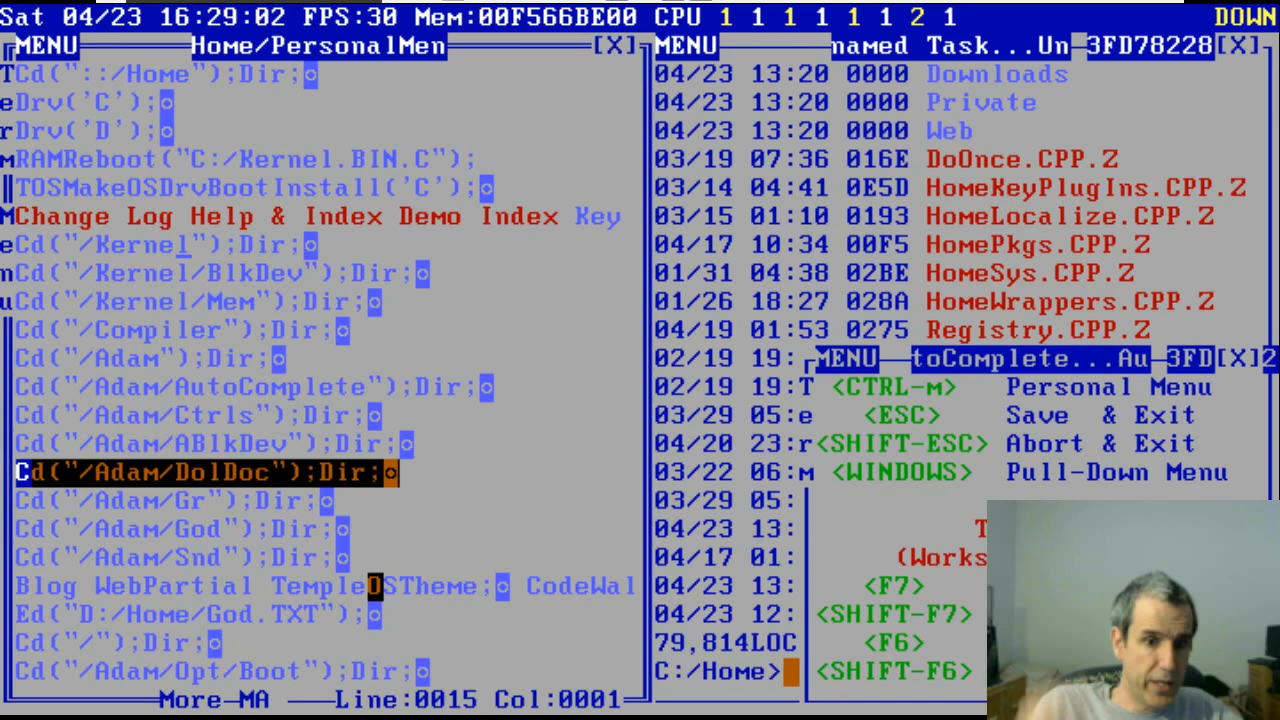 Sat 04/23 16:29:02 FPS:30 Mem:00F566BE00 CPU 1 1 1 1 1 1 2 1 DOWN
MENU Home/PersonalMen [X]
TCd("::/Home");Dir;
eDrv('C');
rDrv('D');
mRAMReboot("C:/Kernel.BIN.C");
TOSMakeOSDrvBootInstall('C');
MChange Log Help & Index Demo Index Key
eCd("/Kernel");Dir;
nCd("/Kernel/BlkDev");Dir;
uCd("/Kernel/Mem");Dir;
Cd("/Compiler");Dir;
Cd("/Adam");Dir;
Cd("/Adam/AutoComplete");Dir;
Cd("/Adam/Ctrls");Dir;
Cd("/Adam/ABlkDev");Dir;
Cd("/Adam/DolDoc");Dir;
Cd("/Adam/Gr");Dir;
Cd("/Adam/God");Dir;
Cd("/Adam/Snd");Dir;
Blog WebPartial TempleOSTheme; CodeWal
Ed("D:/Home/God.TXT");
Cd("/");Dir;
Cd("/Adam/Opt/Boot");Dir;
More MA Line:0015 Col:0001
MENU named Task...Un 3FD78228[X]
04/23 13:20 0000 Downloads
04/23 13:20 0000 Private
04/23 13:20 0000 Web
03/19 07:36 016E DoOnce.CPP.Z
03/14 04:41 0E5D HomeKeyPlugIns.CPP.Z
03/15 01:10 0193 HomeLocalize.CPP.Z
04/17 10:34 00F5 HomePkgs.CPP.Z
01/31 04:38 02BE HomeSys.CPP.Z
01/26 18:27 028A HomeWrappers.CPP.Z
04/19 01:53 0275 Registry.CPP.Z
02/19 19:
02/19 19:
03/29 05:
04/20 23:
03/22 06:
03/29 05:
04/23 13:
04/17 01:
04/23 13:
04/23 12:
79,814LOC
C:/Home>
MENU toComplete...Au 3FD[X]2
T <CTRL-m> Personal Menu
e <ESC> Save & Exit
r<SHIFT-ESC> Abort & Exit
m <WINDOWS> Pull-Down Menu
T
(Works
<F7>
<SHIFT-F7>
<F6>
<SHIFT-F6>